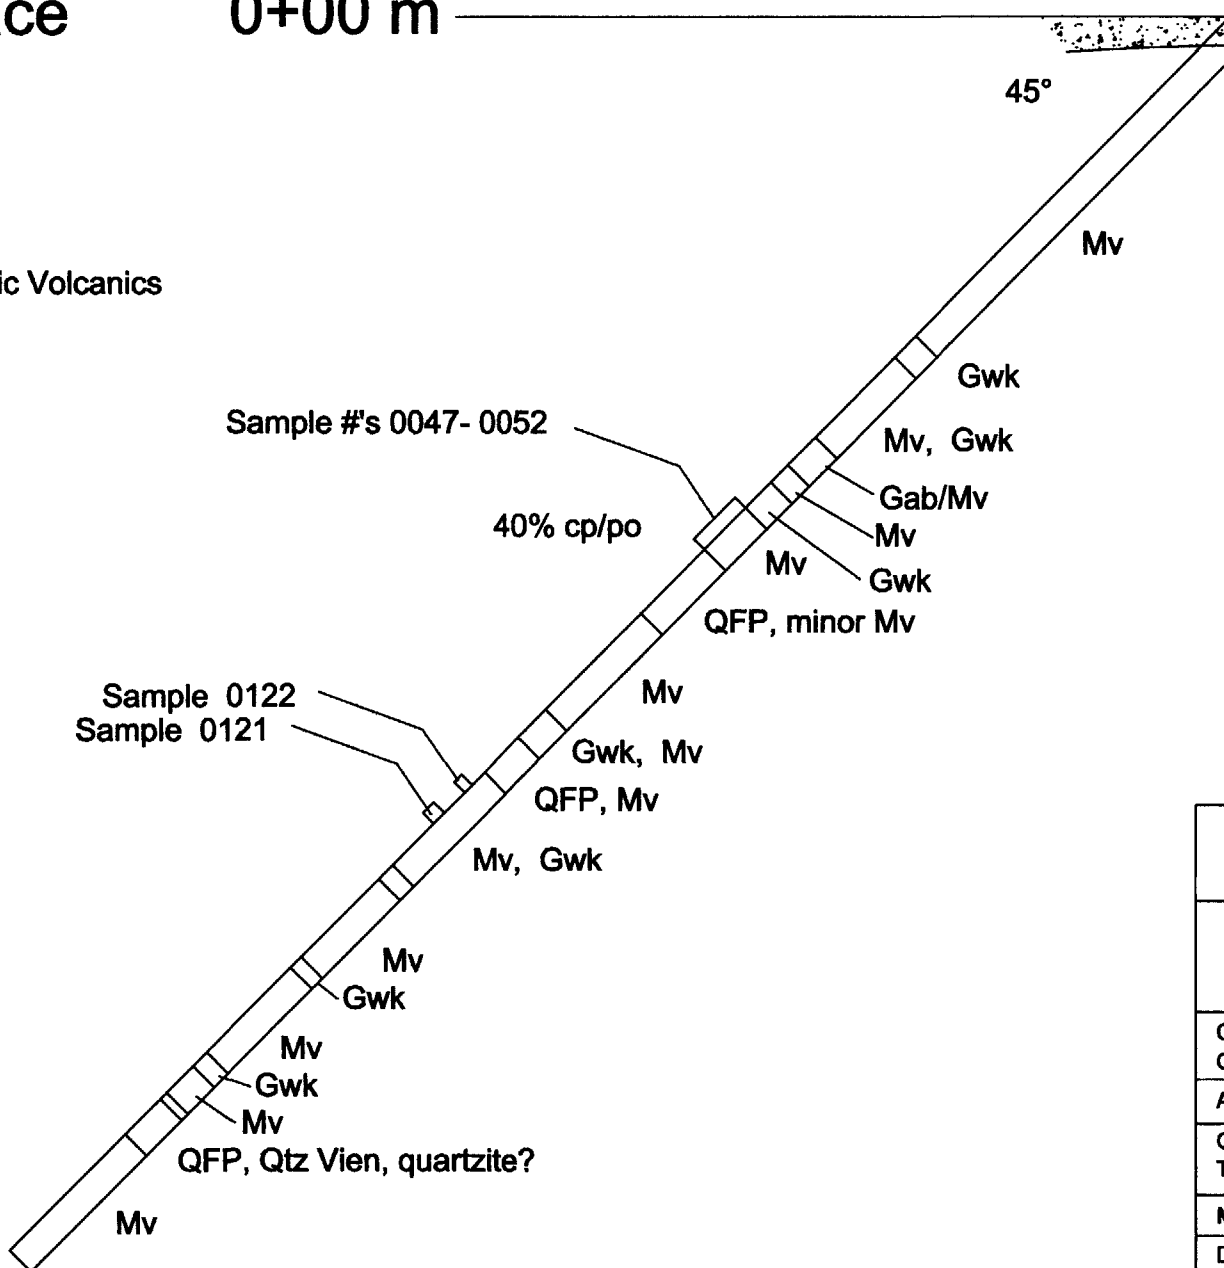 0+00 m
45°
Mv
ic Volcanics
Gwk
Sample #'s 0047- 0052
Mv, Gwk
Gab/Mv
40% cp/po
Mv
Mv
Gwk
QFP, minor Mv
Sample 0122
Mv
Sample 0121
Gwk, Mv
QFP, Mv
Mv, Gwk
Mv
Gwk
Mv
Gwk
Mv
QFP, Qtz Vien, quartzite?
Mv